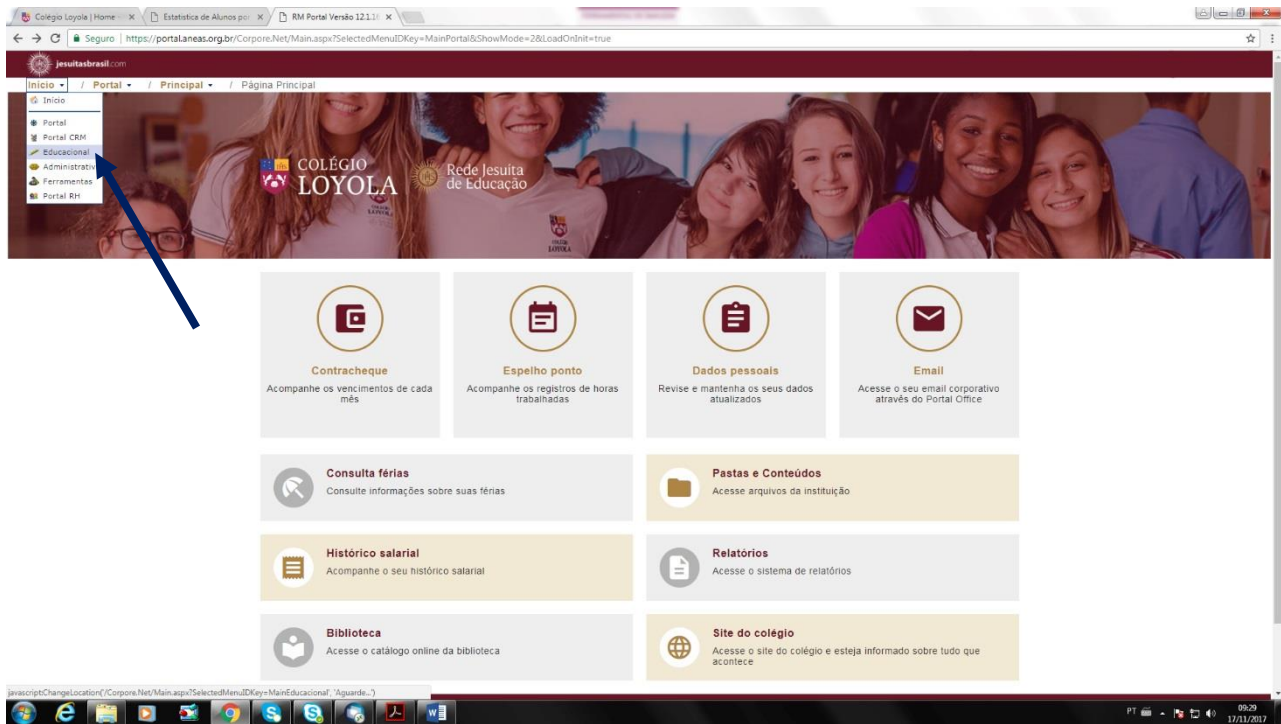 Colégio Loyola | Home
Estatistica de Alunos por
RM Portal Versão 12.1.1
Seguro | https://portal.aneas.org.br/Corpore.Net/Main.aspx?SelectedMenuIDKey=MainPortal&ShowMode=2&LoadOnInit=true
jesuitasbrasil.com
Início / Portal / Principal / Página Principal
Início
Portal
Portal CRM
Educacional
Administrativ
Ferramentas
Portal RH
COLÉGIO
LOYOLA
Rede Jesuíta
de Educação
COLÉGIO
LOYOLA
Contracheque
Acompanhe os vencimentos de cada
mês
Espelho ponto
Acompanhe os registros de horas
trabalhadas
Dados pessoais
Revise e mantenha os seus dados
atualizados
Email
Acesse o seu email corporativo
através do Portal Office
Consulta férias
Consulte informações sobre suas férias
Pastas e Conteúdos
Acesse arquivos da instituição
Histórico salarial
Acompanhe o seu histórico salarial
Relatórios
Acesse o sistema de relatórios
Biblioteca
Acesse o catálogo online da biblioteca
Site do colégio
Acesse o site do colégio e esteja informado sobre tudo que
acontece
javascript:ChangeLocation('/Corpore.Net/Main.aspx?SelectedMenuIDKey=MainEducacional', 'Aguarde...')
PT
09:29
17/11/2017